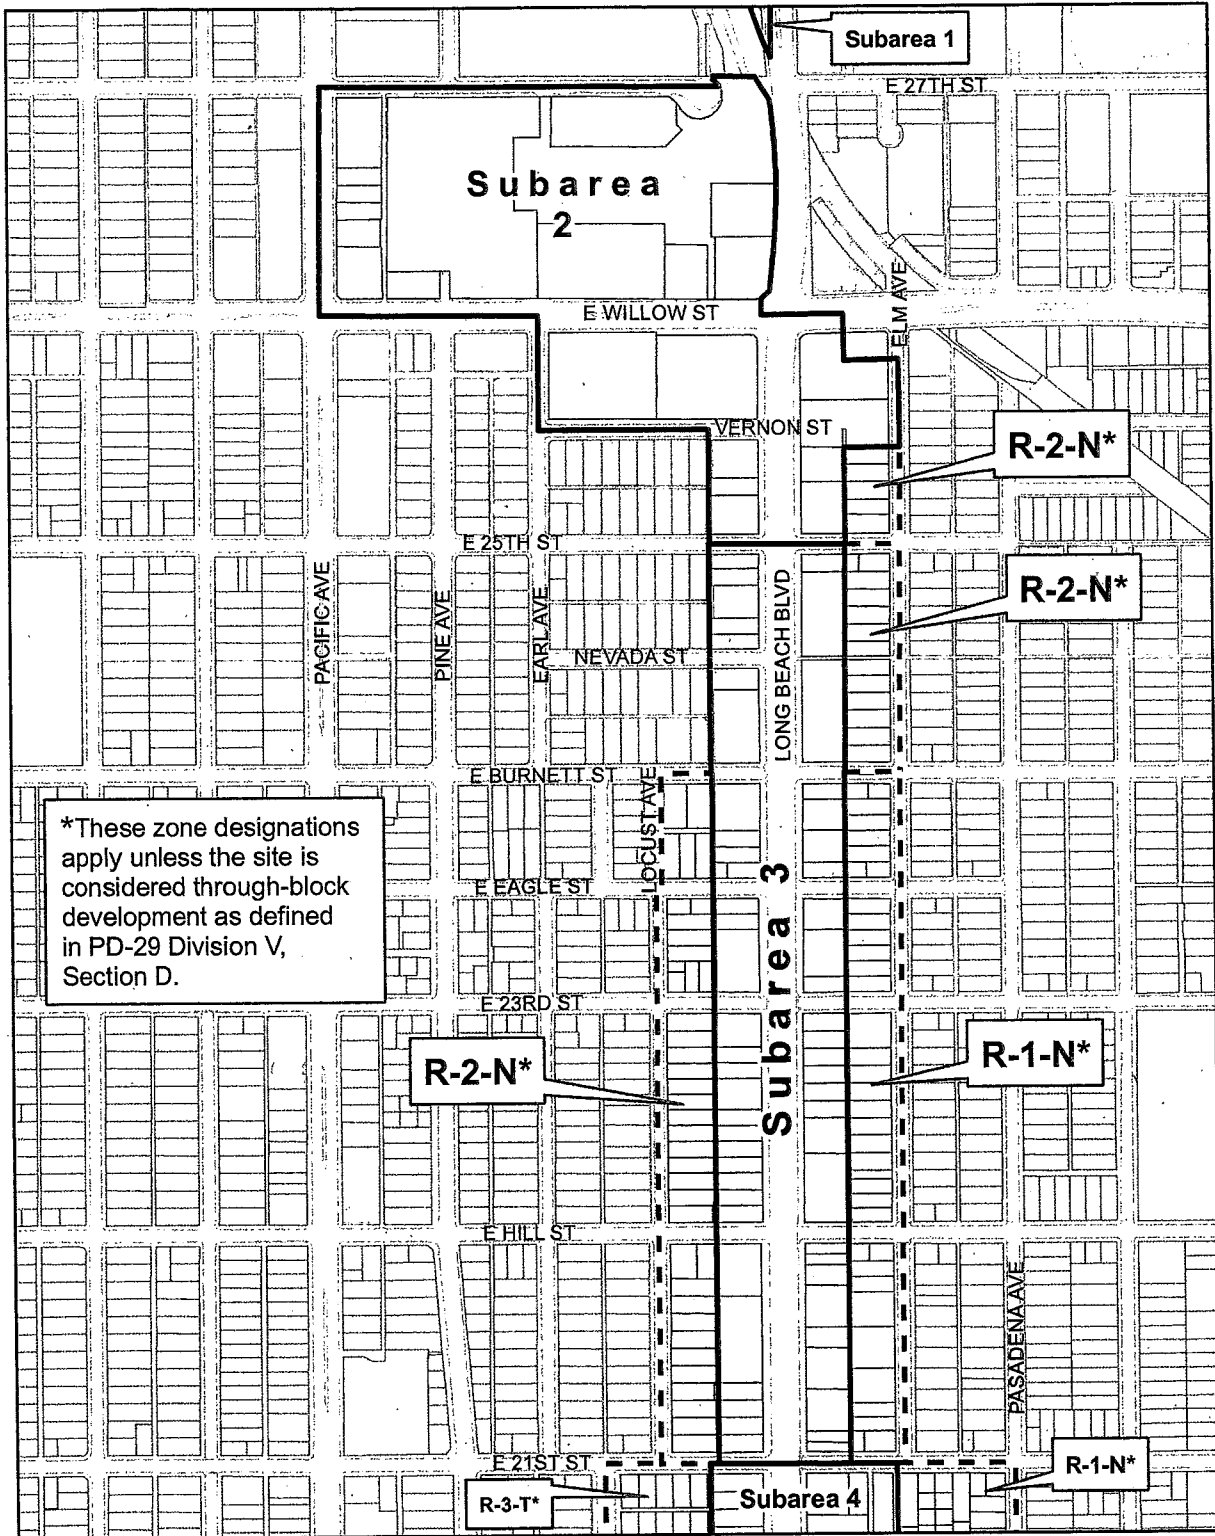 Subarea 1
E 27TH ST
Subarea
2
E WILLOW ST
ELM AVE
VERNON ST
R-2-N*
E 25TH ST
R-2-N*
PACIFIC AVE
PINE AVE
EARL AVE
NEVADA ST
LONG BEACH BLVD
E BURNETT ST
LOCUST AVE
*These zone designations
apply unless the site is
considered through-block
development as defined
in PD-29 Division V,
Section D.
E EAGLE ST
Subarea 3
E 23RD ST
R-2-N*
R-1-N*
E HILL ST
PASADENA AVE
E 21ST ST
R-1-N*
R-3-T*
Subarea 4